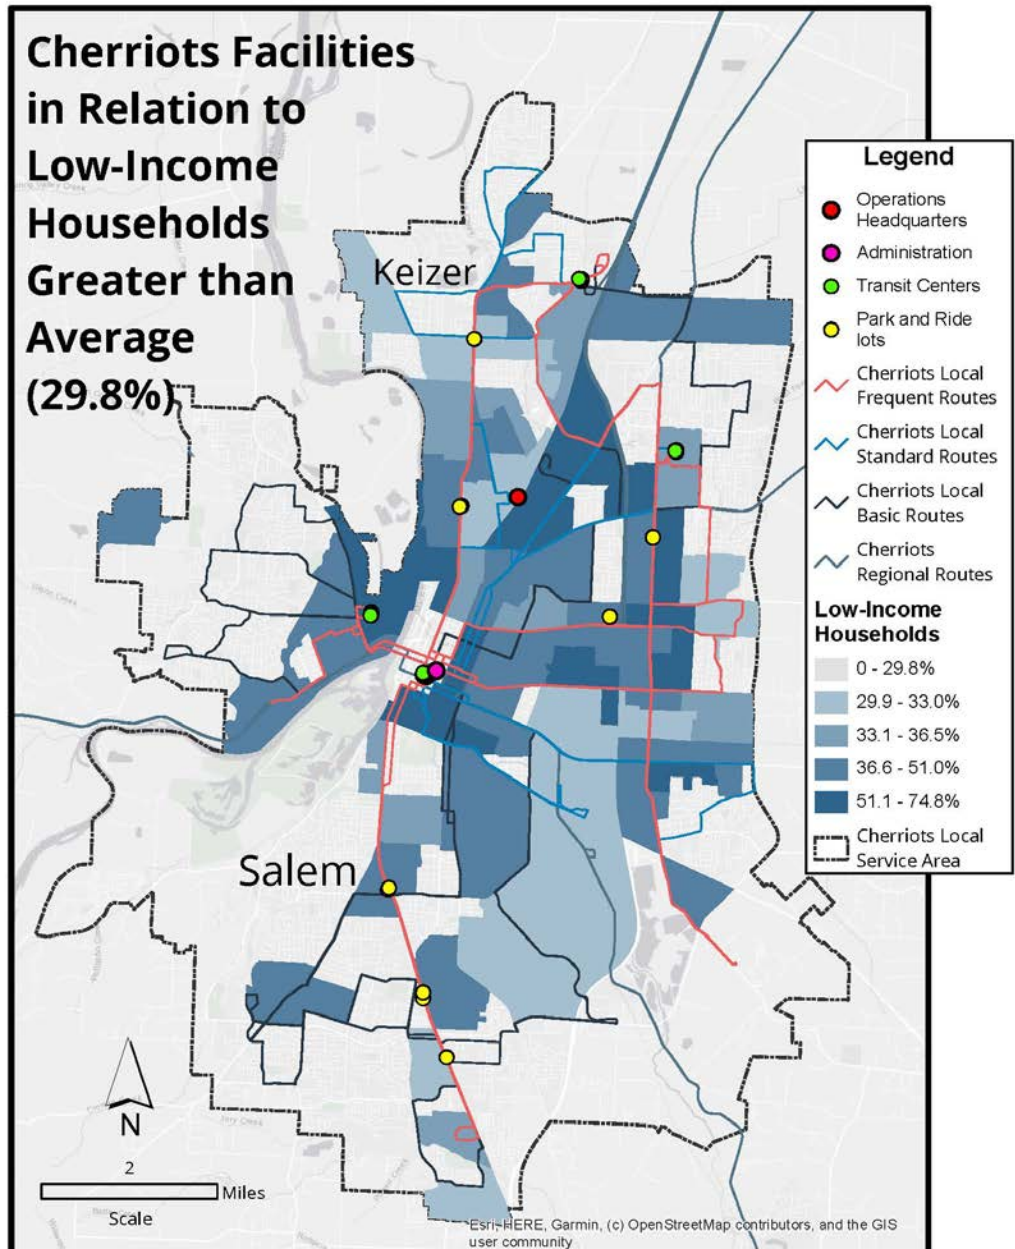 Cherriots Facilities
in Relation to
Low-Income
Households
Greater than
Average
(29.8%)
Keizer
Salem
N
2
Miles
Scale
Esri, HERE, Garmin, (c) OpenStreetMap contributors, and the GIS
user community
Legend
Operations
Headquarters
Administration
Transit Centers
Park and Ride
lots
Cherriots Local
Frequent Routes
Cherriots Local
Standard Routes
Cherriots Local
Basic Routes
Cherriots
Regional Routes
Low-Income
Households
0 - 29.8%
29.9 - 33.0%
33.1 - 36.5%
36.6 - 51.0%
51.1 - 74.8%
Cherriots Local
Service Area